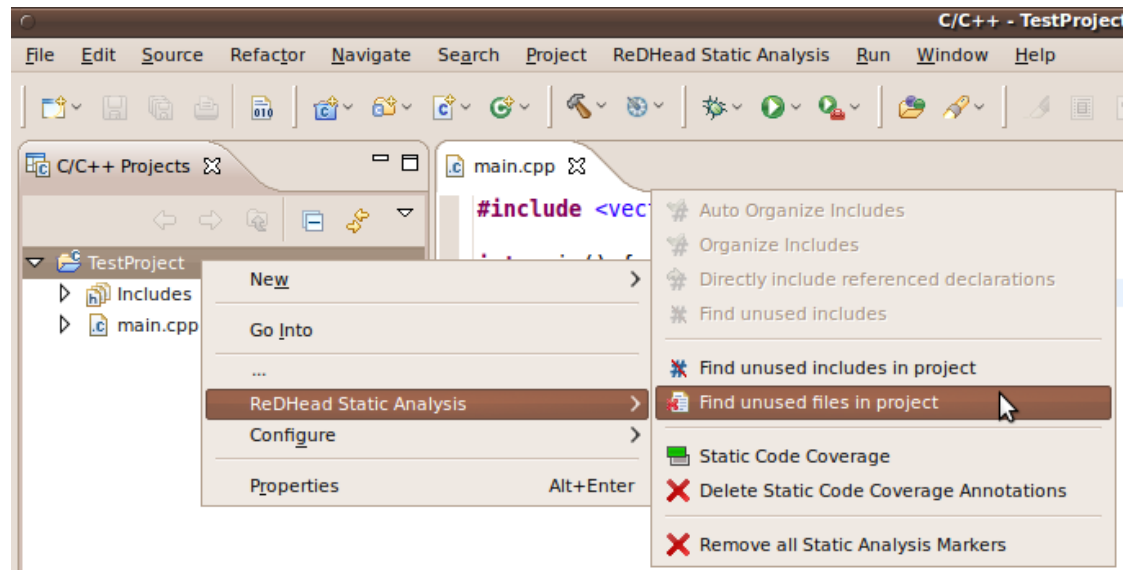 C/C++ - TestProject
File Edit Source Refactor Navigate Search Project ReDHead Static Analysis Run Window Help
010
C/C++ Projects
main.cpp
#include <vec
TestProject
Includes
main.cpp
New
Go Into
...
ReDHead Static Analysis
Configure
Properties Alt+Enter
Auto Organize Includes
Organize Includes
Directly include referenced declarations
Find unused includes
Find unused includes in project
Find unused files in project
Static Code Coverage
Delete Static Code Coverage Annotations
Remove all Static Analysis Markers